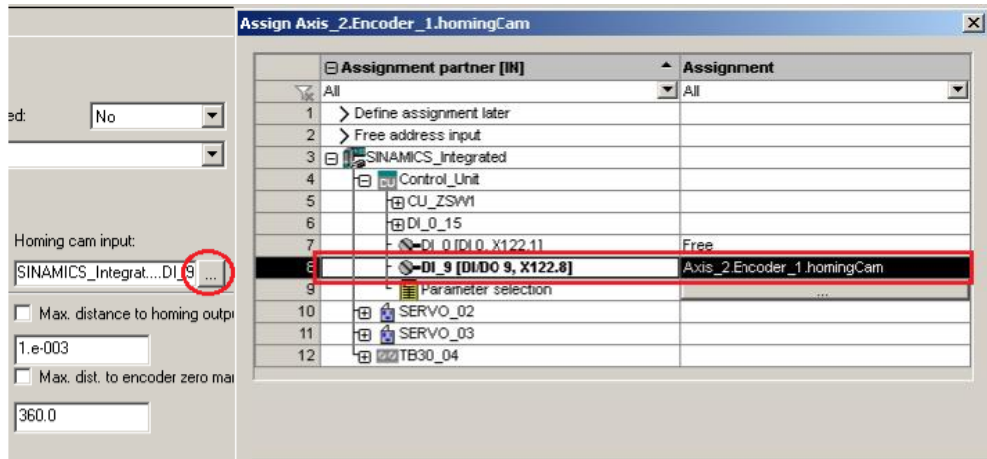 Assign Axis_2.Encoder_1.homingCam
Assignment partner [IN] Assignment
All All
1 Define assignment later
2 Free address input
3 SINAMICS_Integrated
4 Control_Unit
5 CU_ZSW1
6 DI_0_15
7 DI_0 [DI 0, X122.1] Free
8 DI_9 [DI/DO 9, X122.8] Axis_2.Encoder_1.homingCam
9 Parameter selection ...
10 SERVO_02
11 SERVO_03
12 TB30_04
ed: No
Homing cam input:
SINAMICS_Integrat....DI_9 ...
Max. distance to homing outp
1.e-003
Max. dist. to encoder zero mar
360.0